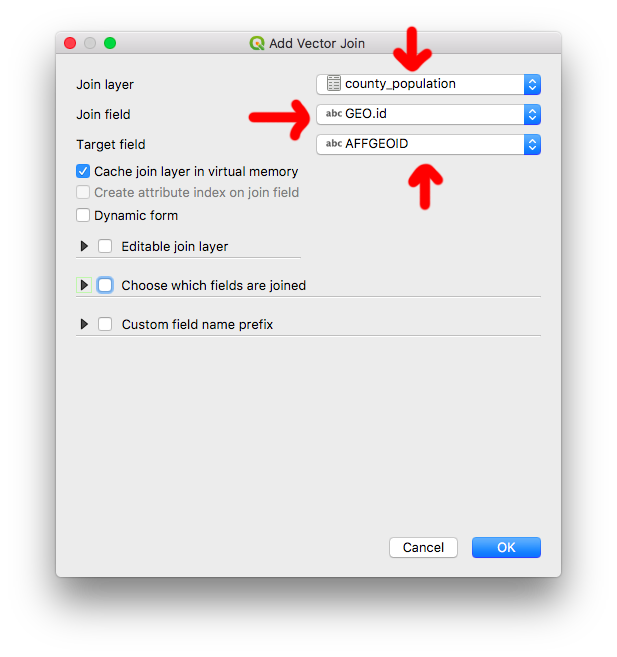 Add Vector Join
Join layer county_population
Join field abc GEO.id
Target field abc AFFGEOID
Cache join layer in virtual memory
Create attribute index on join field
Dynamic form
Editable join layer
Choose which fields are joined
Custom field name prefix
Cancel OK